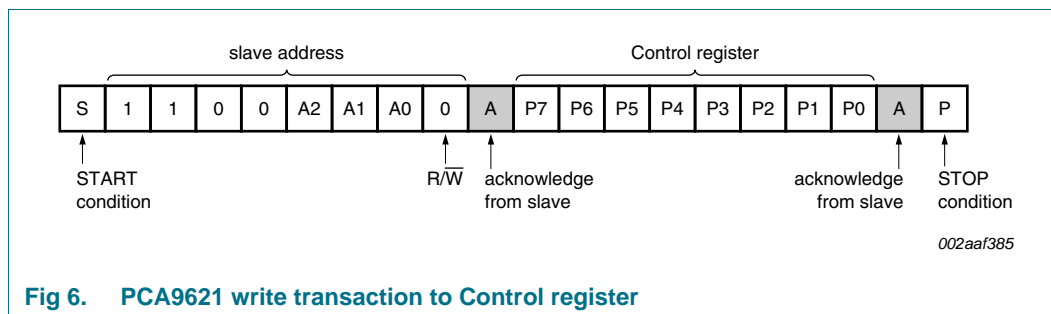 slave address Control register
S 1 1 0 0 A2 A1 A0 0 A P7 P6 P5 P4 P3 P2 P1 P0 A P
START condition
R/W̅
acknowledge from slave
acknowledge from slave
STOP condition
002aaf385
Fig 6. PCA9621 write transaction to Control register